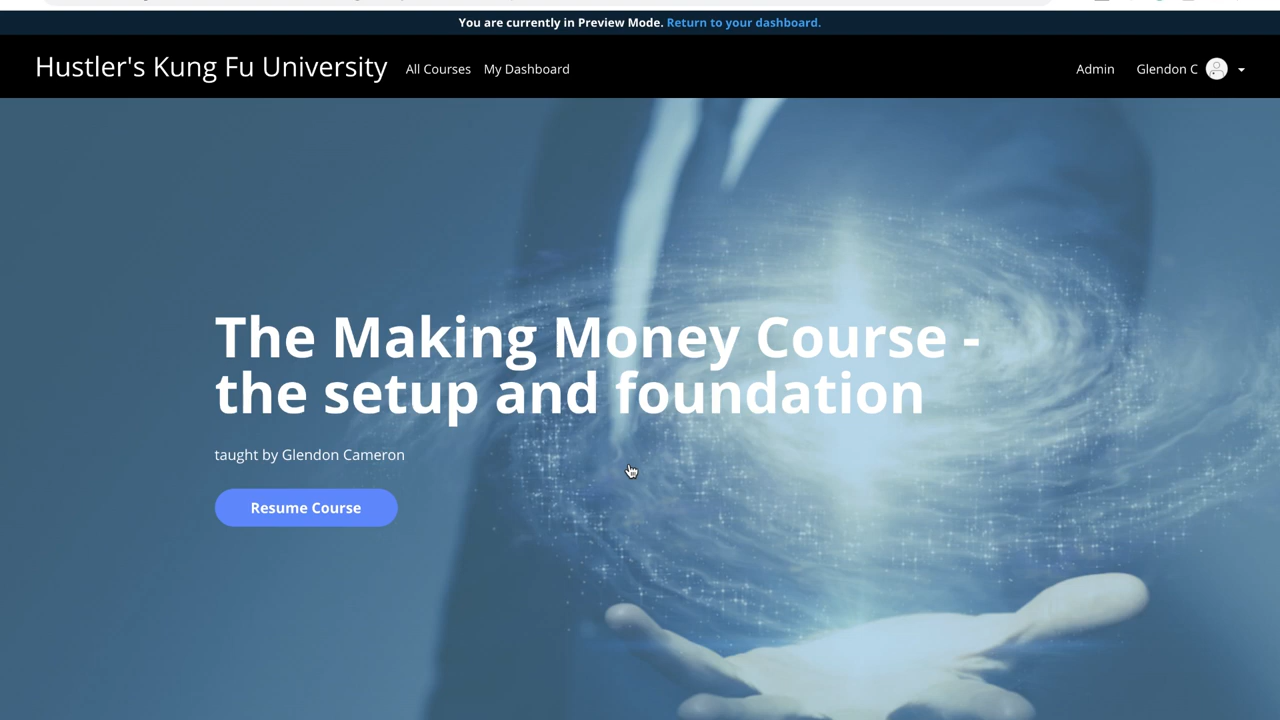 You are currently in Preview Mode. Return to your dashboard.
Hustler's Kung Fu University All Courses My Dashboard Admin Glendon C
The Making Money Course -
the setup and foundation
taught by Glendon Cameron
Resume Course